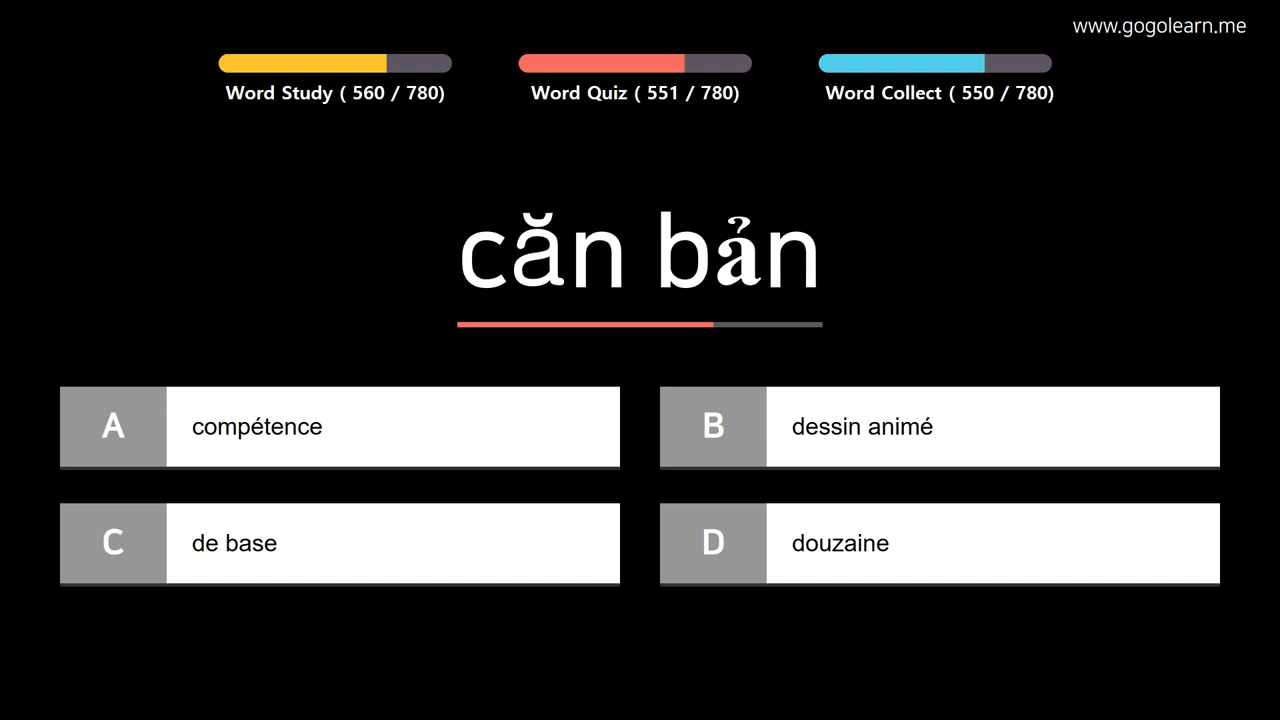 www.gogolearn.me
Word Study ( 560 / 780)
Word Quiz ( 551 / 780)
Word Collect ( 550 / 780)
căn bản
A compétence
B dessin animé
C de base
D douzaine